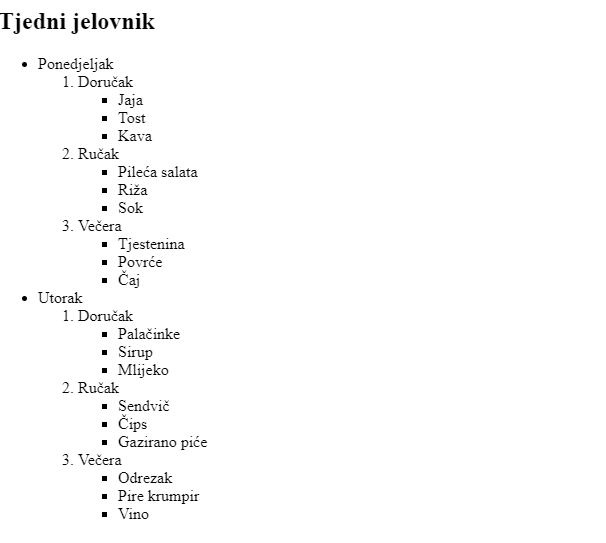 Tjedni jelovnik
Ponedjeljak
1. Doručak
Jaja
Tost
Kava
2. Ručak
Pileća salata
Riža
Sok
3. Večera
Tjestenina
Povrće
Čaj
Utorak
1. Doručak
Palačinke
Sirup
Mlijeko
2. Ručak
Sendvič
Čips
Gazirano piće
3. Večera
Odrezak
Pire krumpir
Vino